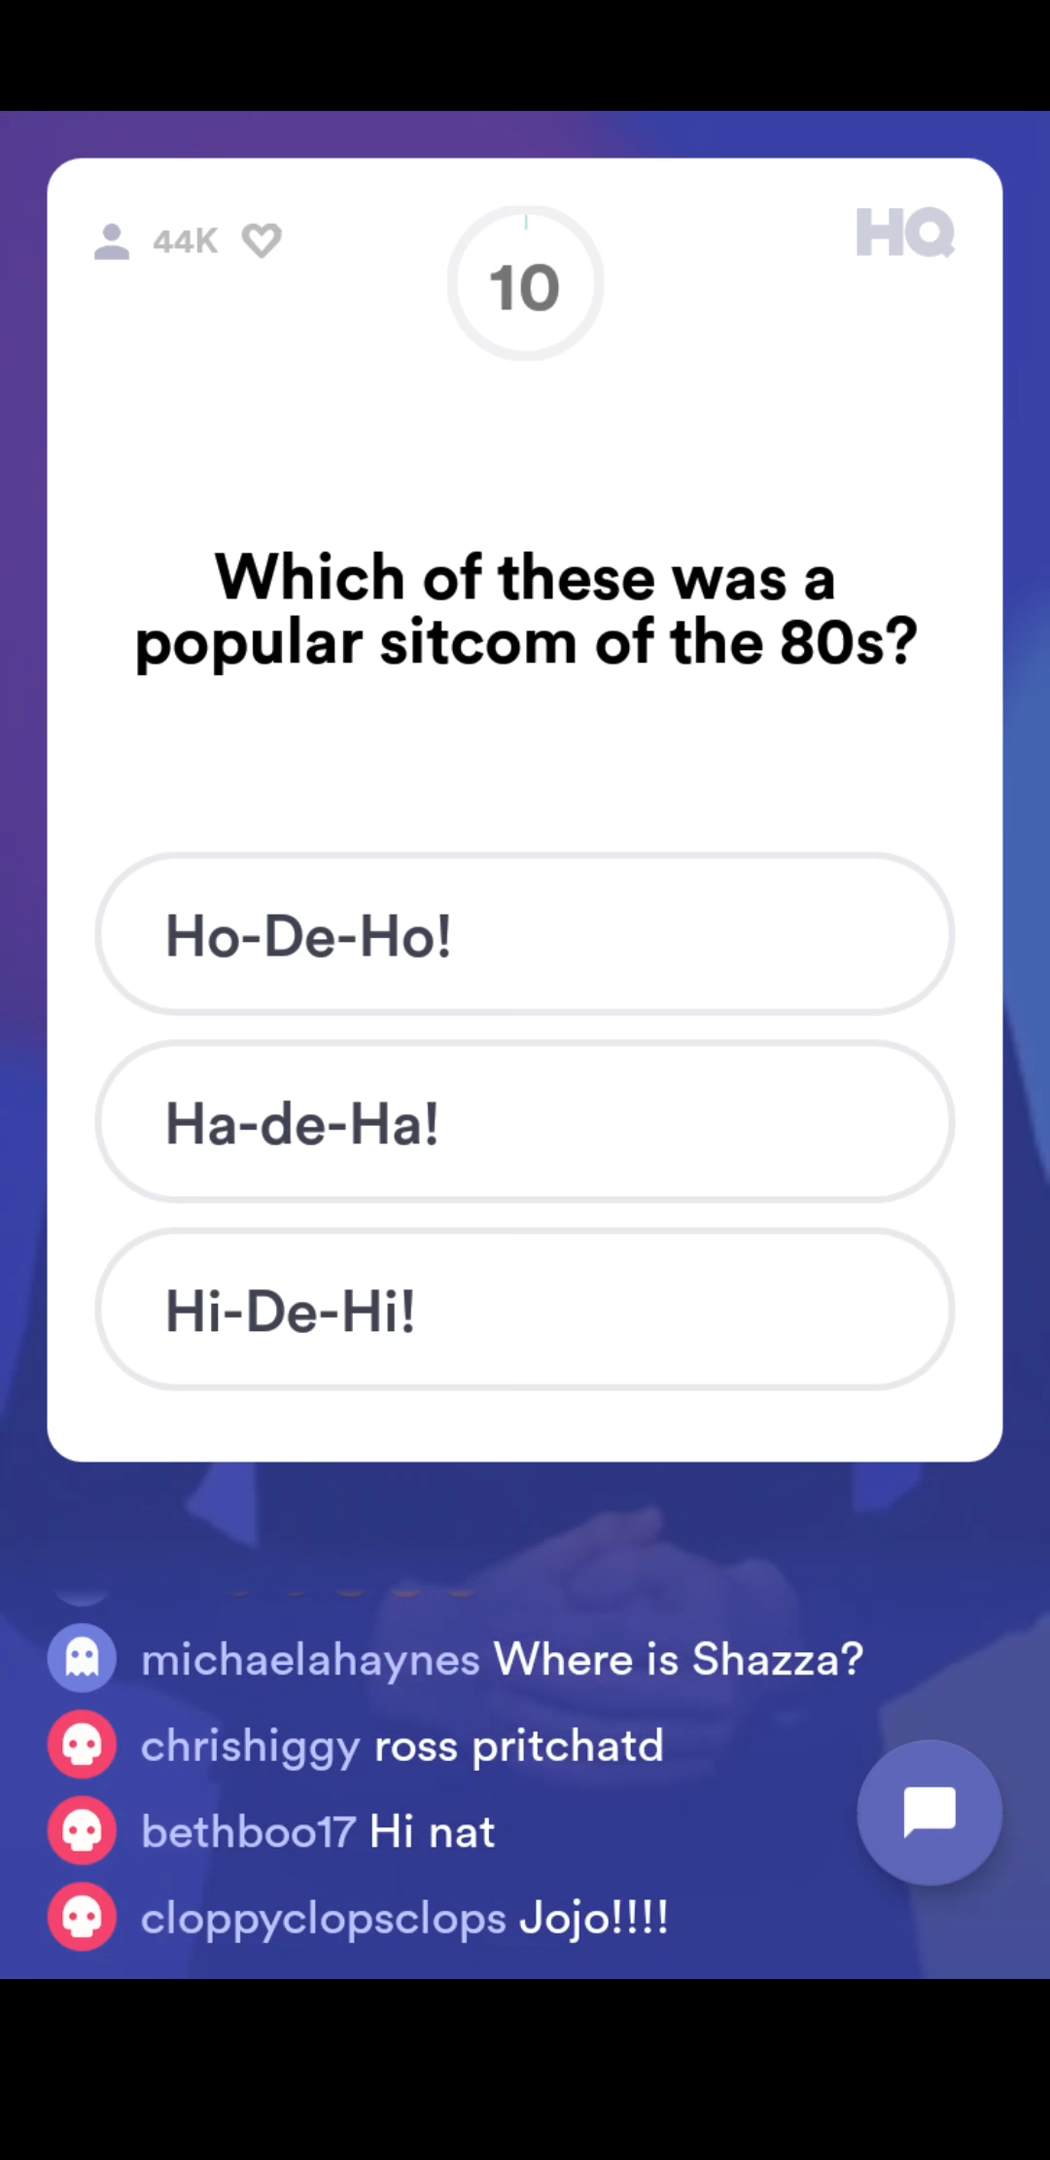 44K
10
HQ
Which of these was a
popular sitcom of the 80s?
Ho-De-Ho!
Ha-de-Ha!
Hi-De-Hi!
michaelahaynes Where is Shazza?
chrishiggy ross pritchatd
bethboo17 Hi nat
cloppyclopsclops Jojo!!!!